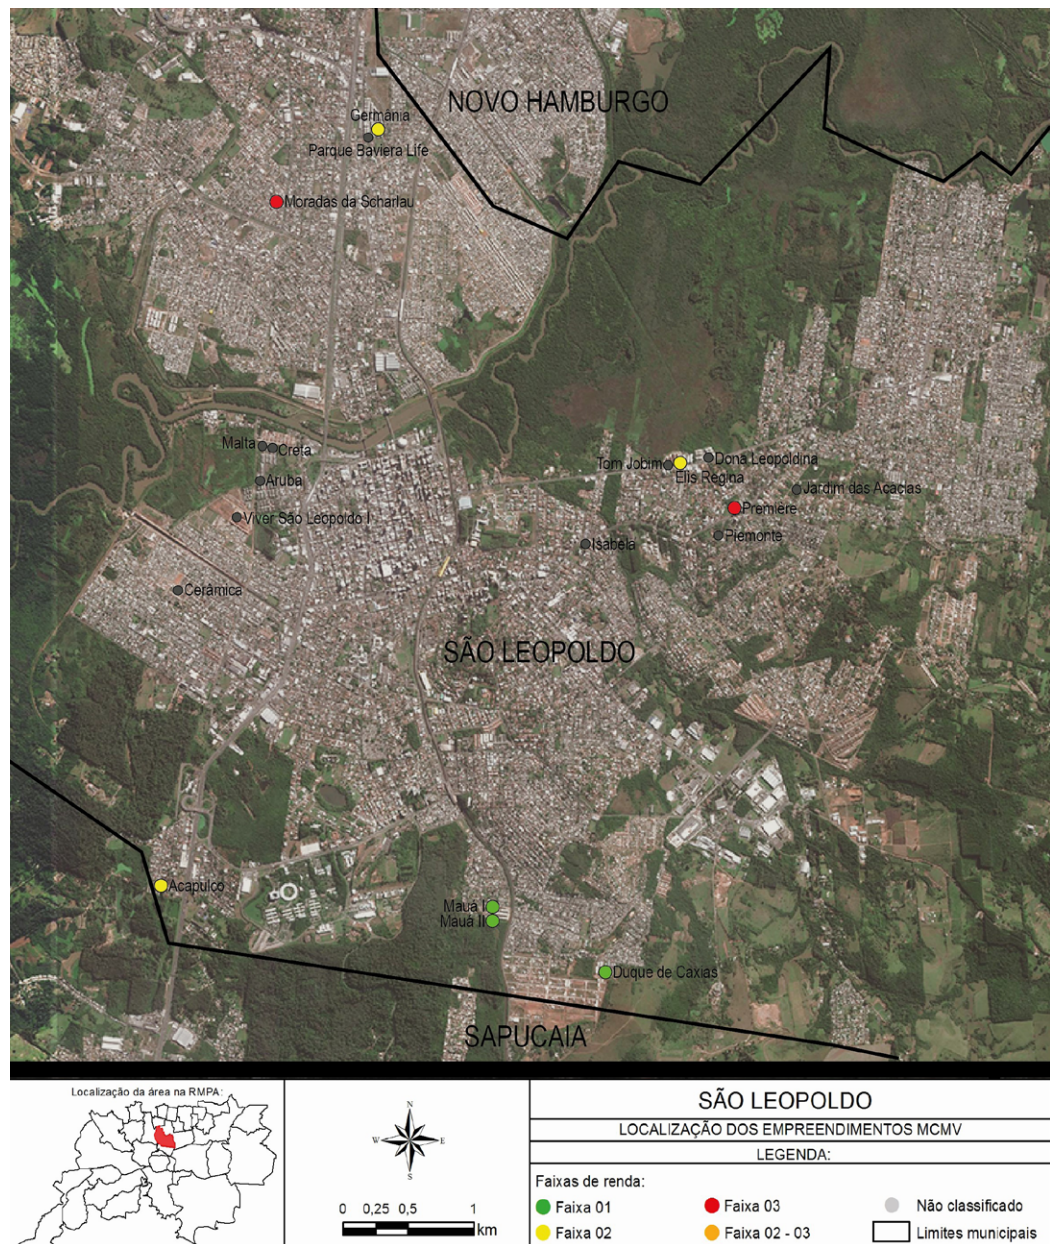 NOVO HAMBURGO
Germânia
Parque Baviera Life
Moradas da Scharlau
Malta
Creta
Aruba
Viver São Leopoldo I
Cerâmica
Tom Jobim
Elis Regina
Dona Leopoldina
Jardim das Acacias
Premiere
Piemonte
Isabela
SÃO LEOPOLDO
Acapulco
Mauá I
Mauá II
Duque de Caxias
SAPUCAIA
Localização da área na RMPA:
N
W
E
S
0 0,25 0,5 1
km
SÃO LEOPOLDO
LOCALIZAÇÃO DOS EMPREENDIMENTOS MCMV
LEGENDA:
Faixas de renda:
Faixa 01
Faixa 02
Faixa 03
Faixa 02 - 03
Não classificado
Limites municipais